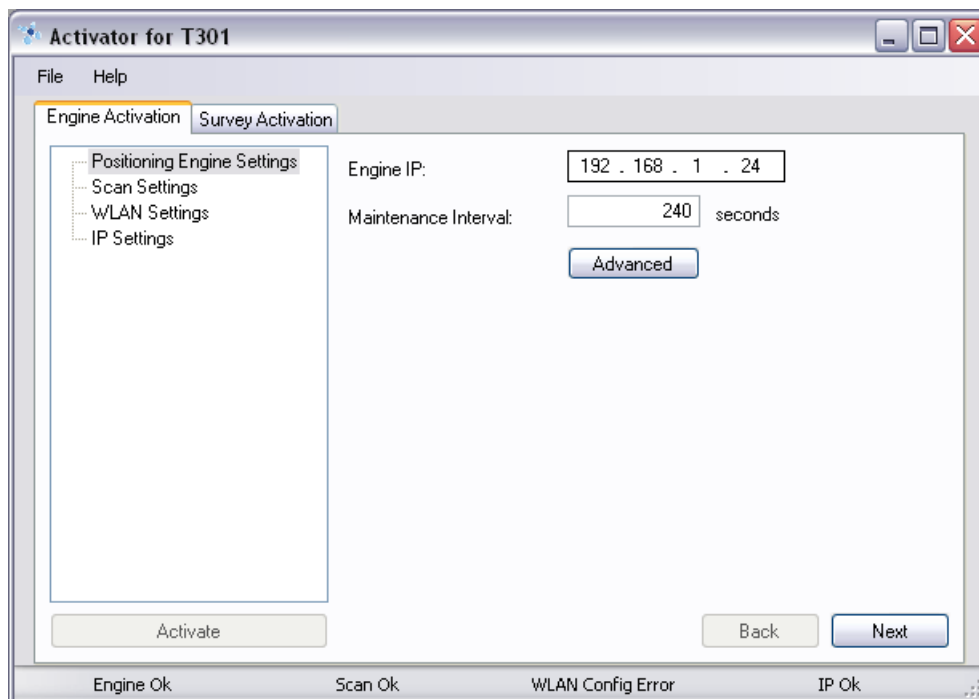 Activator for T301
File Help
Engine Activation Survey Activation
Positioning Engine Settings
Scan Settings
WLAN Settings
IP Settings
Engine IP: 192 . 168 . 1 . 24
Maintenance Interval: 240 seconds
Advanced
Activate Back Next
Engine Ok Scan Ok WLAN Config Error IP Ok